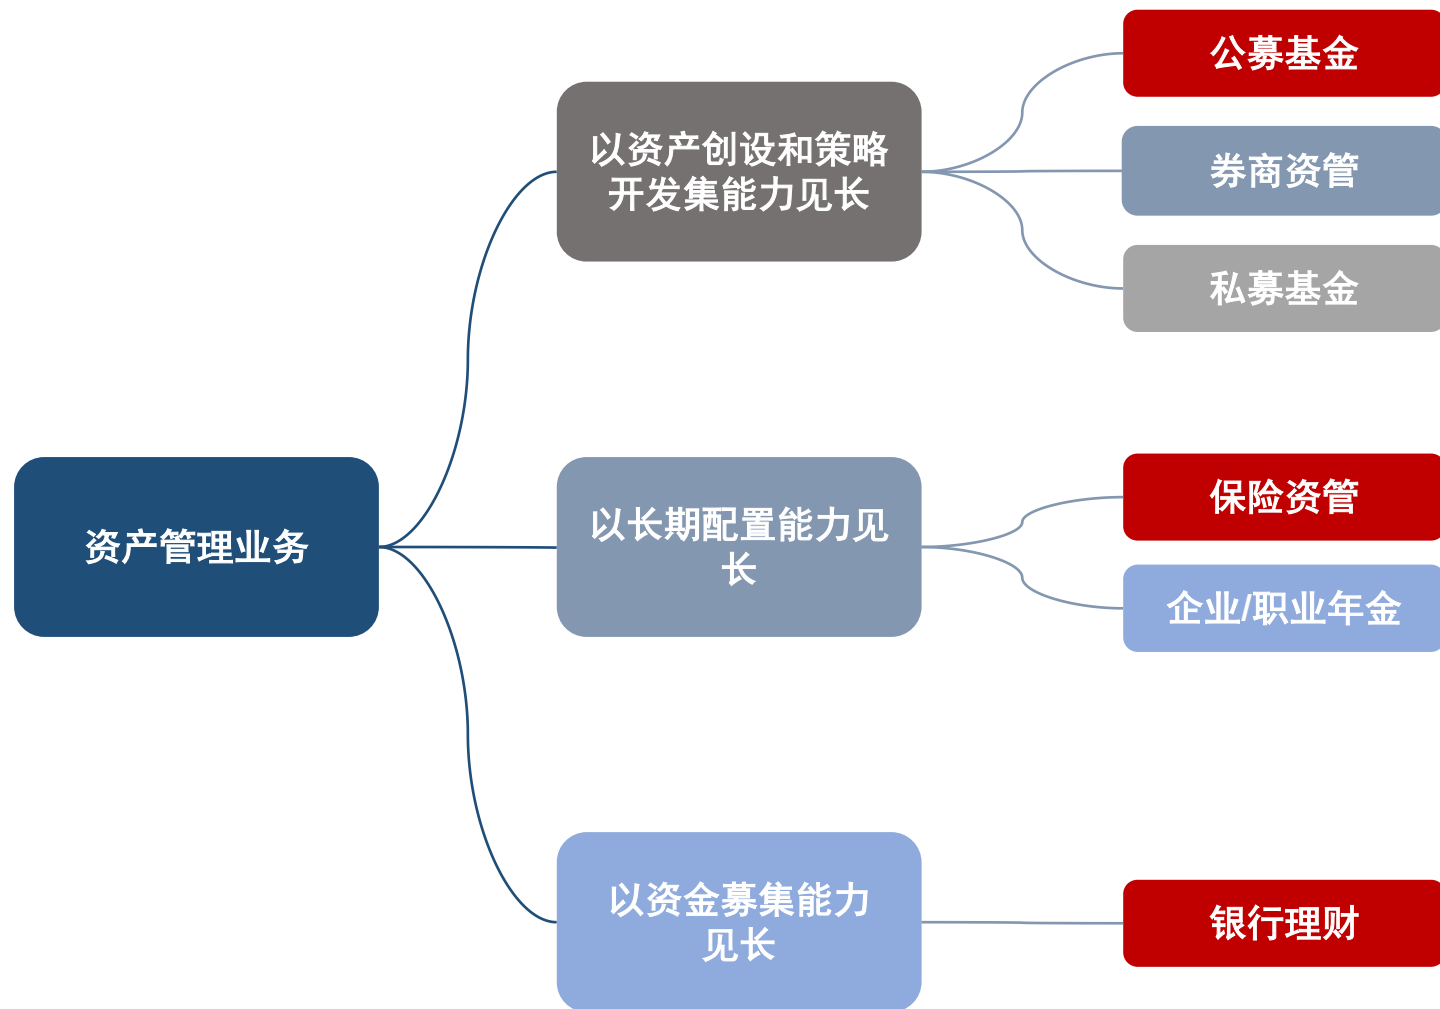 资产管理业务
以资产创设和策略
开发集能力见长
公募基金
券商资管
私募基金
以长期配置能力见
长
保险资管
企业/职业年金
以资金募集能力
见长
银行理财